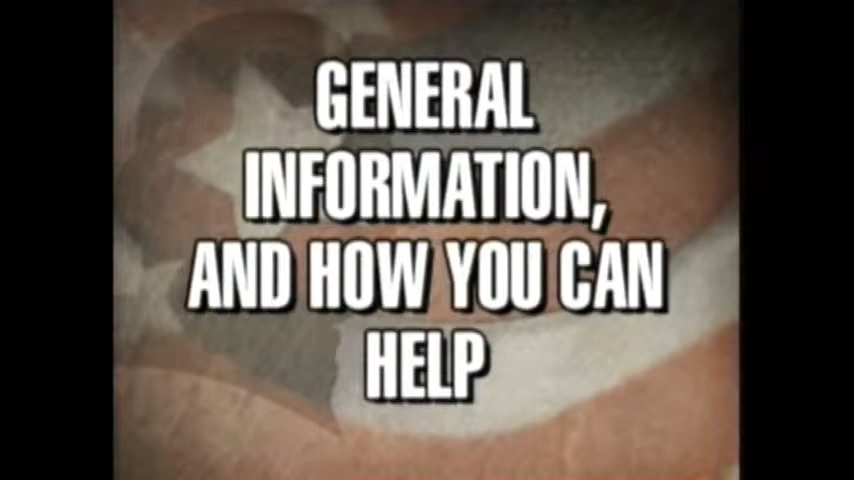 GENERAL
INFORMATION,
AND HOW YOU CAN
HELP